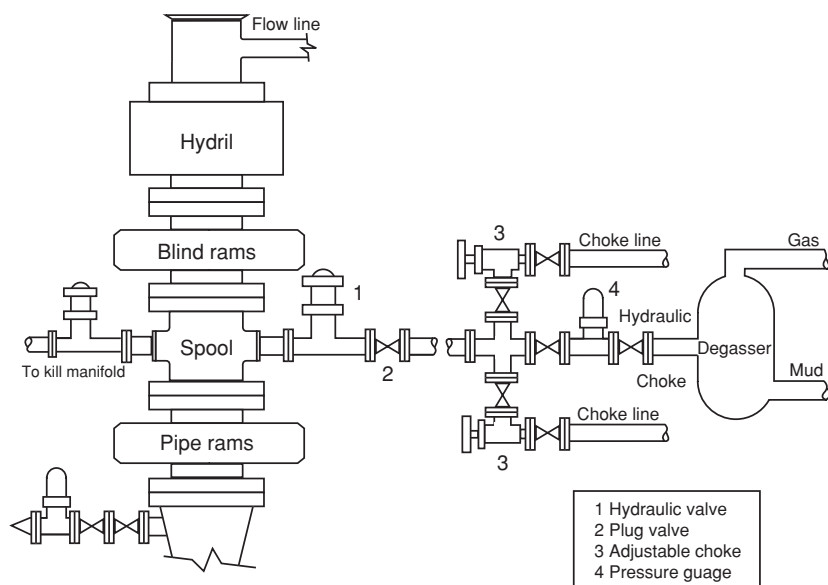 Flow line
Hydril
Blind rams
1
3
Choke line
Gas
4
Hydraulic
Spool
Degasser
To kill manifold
2
Choke
Mud
Choke line
Pipe rams
3
1 Hydraulic valve
2 Plug valve
3 Adjustable choke
4 Pressure guage